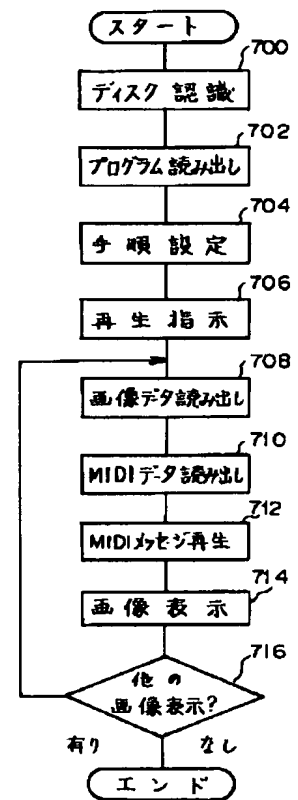 スタート
700
ディスク認識
702
プログラム読み出し
704
手順設定
706
再生指示
708
画像データ読み出し
710
MIDIデータ読み出し
712
MIDIメッセージ再生
714
画像表示
716
他の
画像表示?
有り なし
エンド